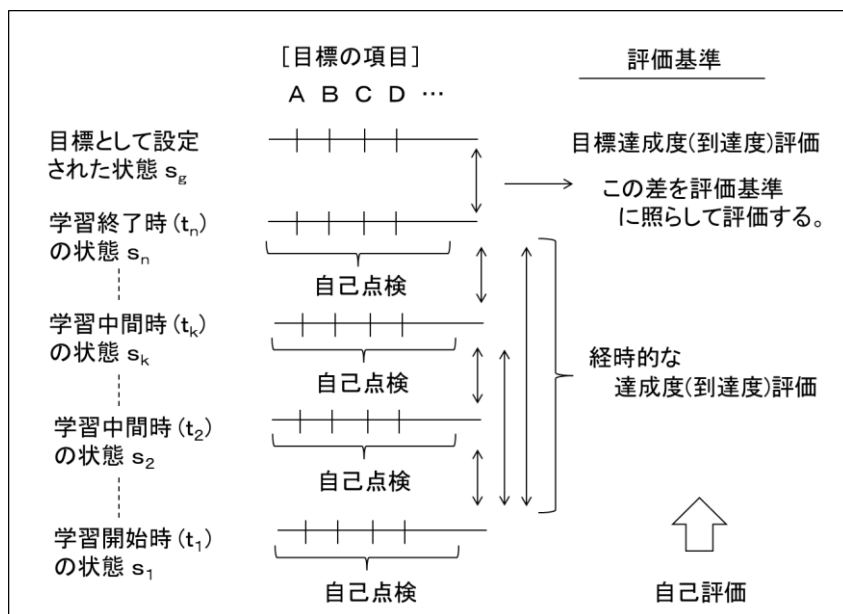 [目標の項目]
A B C D …
評価基準
目標として設定
された状態 sg
目標達成度(到達度)評価
この差を評価基準
に照らして評価する。
学習終了時(tn)
の状態 sn
自己点検
学習中間時(tk)
の状態 sk
自己点検
経時的な
達成度(到達度)評価
学習中間時(t2)
の状態 s2
自己点検
学習開始時(t1)
の状態 s1
自己点検
自己評価